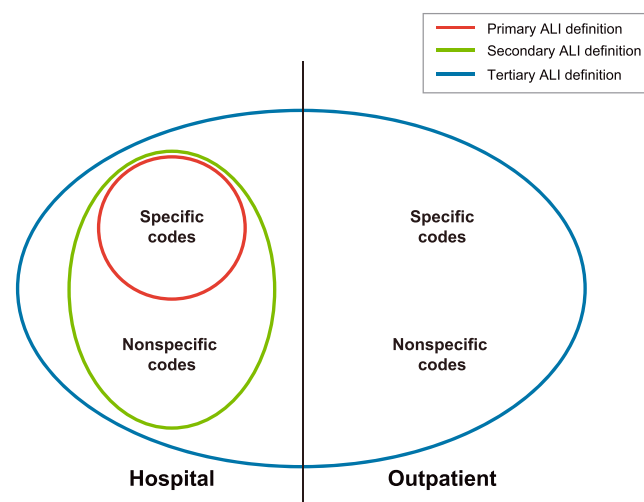 Primary ALI definition
Secondary ALI definition
Tertiary ALI definition
Specific
codes
Specific
codes
Nonspecific
codes
Nonspecific
codes
Hospital
Outpatient